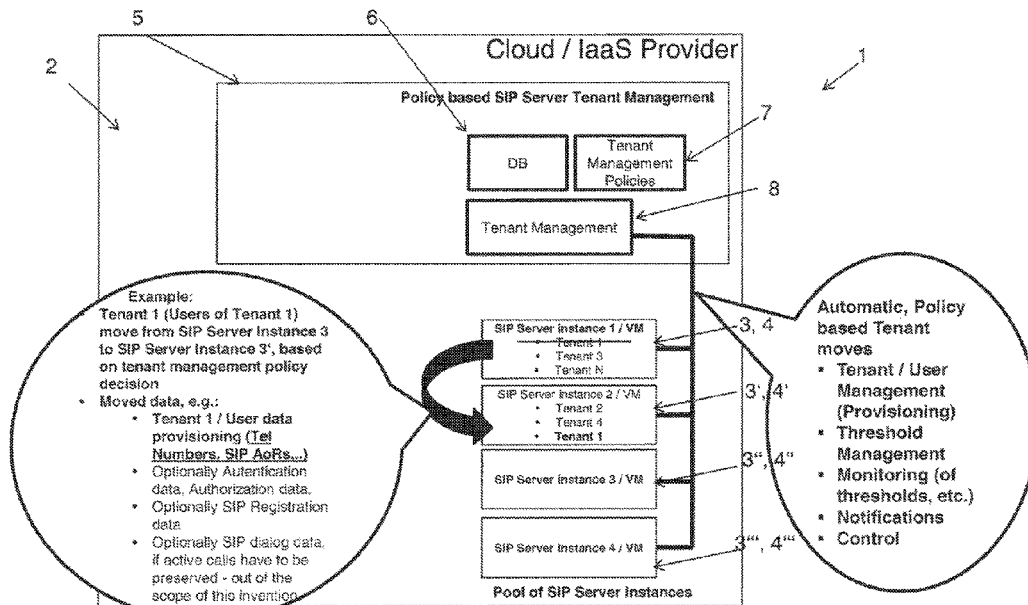 5
6
Cloud / IaaS Provider
2
1
Policy based SIP Server Tenant Management
7
DB
Tenant
Management
Policies
8
Tenant Management
Example:
Tenant 1 (Users of Tenant 1)
move from SIP Server Instance 3
to SIP Server Instance 3', based
on tenant management policy
decision
• Moved data, e.g.:
• Tenant 1 / User data
provisioning (Tel
Numbers, SIP AoRs,..)
• Optionally Autentication
data, Authorization data,
• Optionally SIP Registration
data
• Optionally SIP dialog data,
if active calls have to be
preserved - out of the
scope of this invention
SIP Server Instance 1 / VM
• Tenant 1
• Tenant 3
• Tenant N
3, 4
SIP Server Instance 2 / VM
• Tenant 2
• Tenant 4
• Tenant 1
3', 4'
SIP Server Instance 3 / VM
3'', 4''
SIP Server Instance 4 / VM
3''', 4'''
Pool of SIP Server Instances
Automatic, Policy
based Tenant
moves
• Tenant / User
Management
(Provisioning)
• Threshold
Management
• Monitoring (of
thresholds, etc.)
• Notifications
• Control